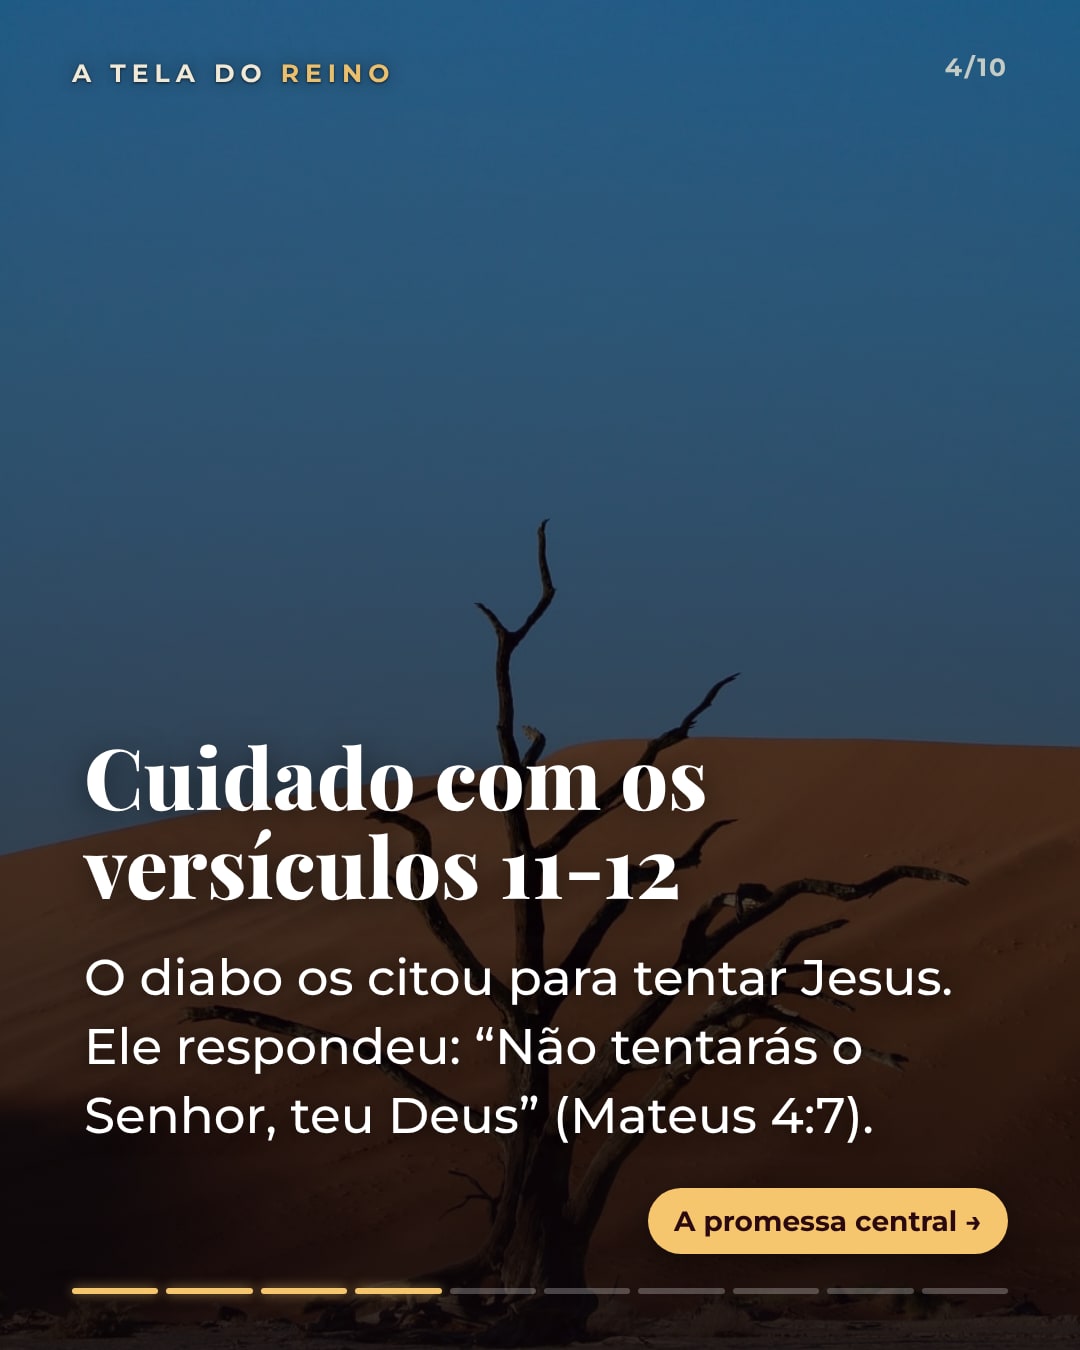 A TELA DO REINO
4/10
Cuidado com os
versículos 11-12
O diabo os citou para tentar Jesus.
Ele respondeu: “Não tentarás o
Senhor, teu Deus” (Mateus 4:7).
A promessa central →